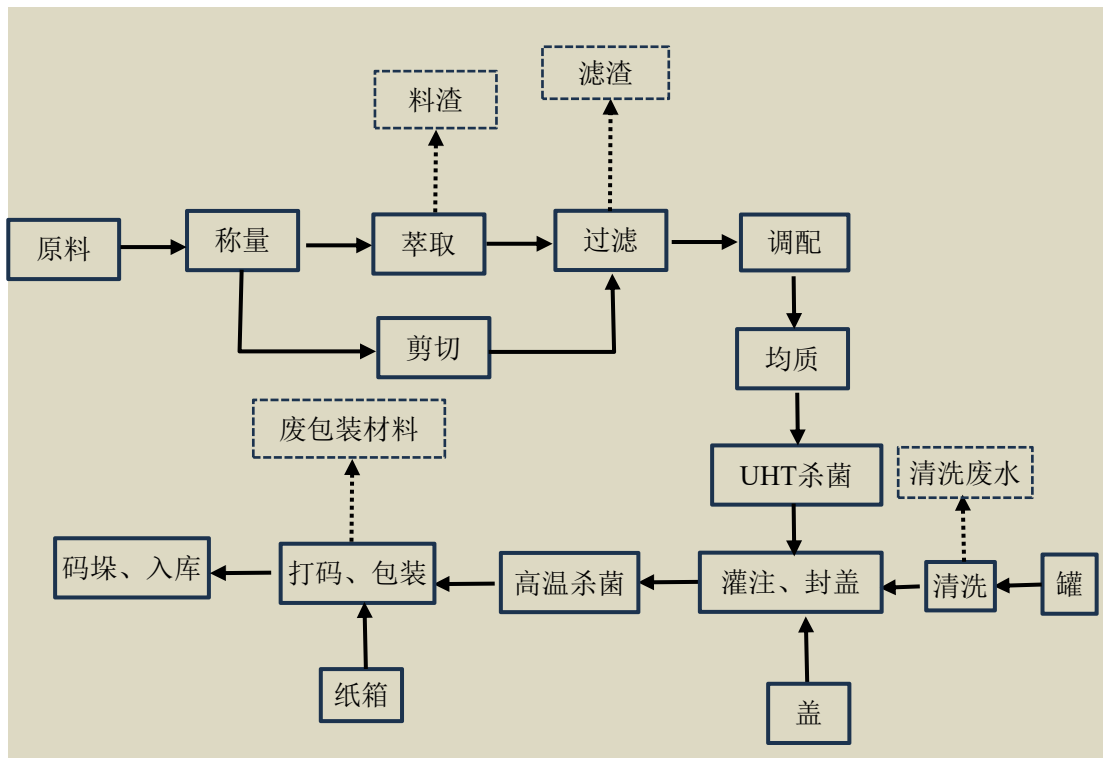 滤渣
料渣
原料
称量
萃取
过滤
调配
剪切
均质
废包装材料
UHT杀菌
清洗废水
码垛、入库
打码、包装
高温杀菌
灌注、封盖
清洗
罐
纸箱
盖